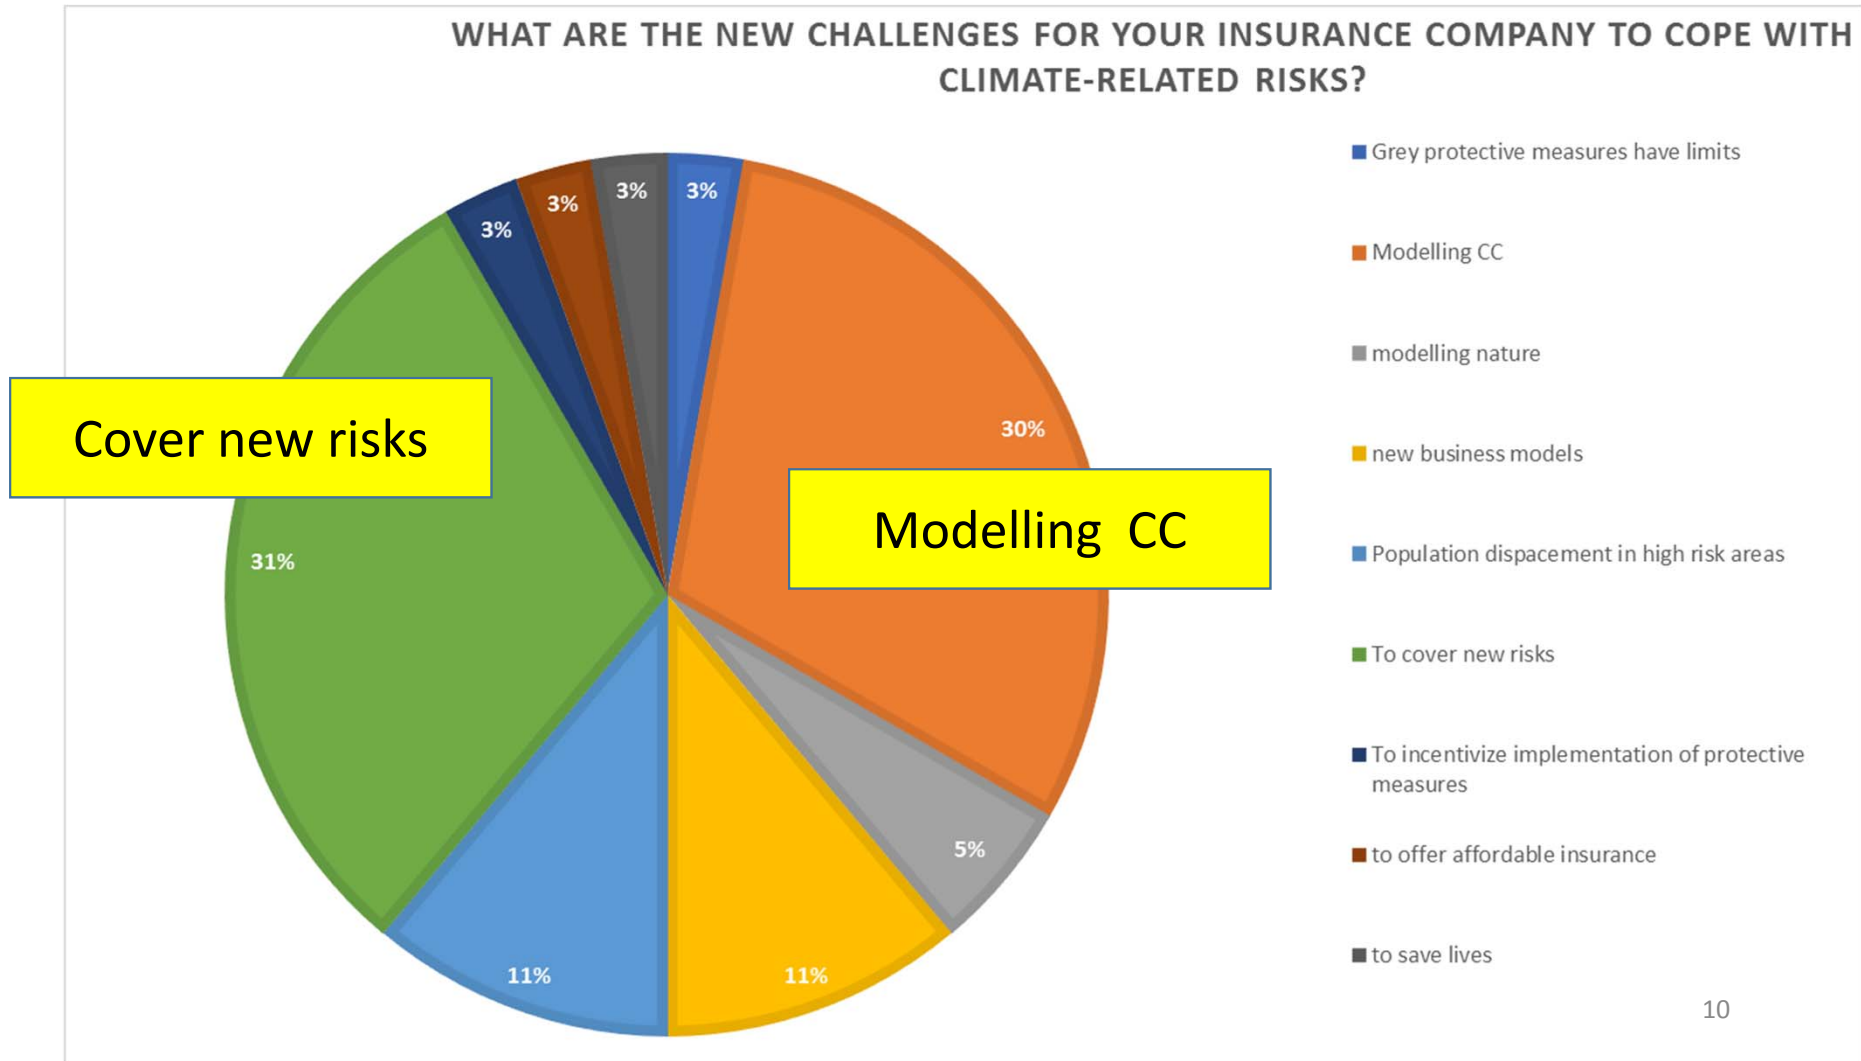 WHAT ARE THE NEW CHALLENGES FOR YOUR INSURANCE COMPANY TO COPE WITH
CLIMATE-RELATED RISKS?
3%
3%
3%
3%
30%
31%
5%
11%
11%
Cover new risks
Modelling CC
Grey protective measures have limits
Modelling CC
modelling nature
new business models
Population dispacement in high risk areas
To cover new risks
To incentivize implementation of protective
measures
to offer affordable insurance
to save lives
10